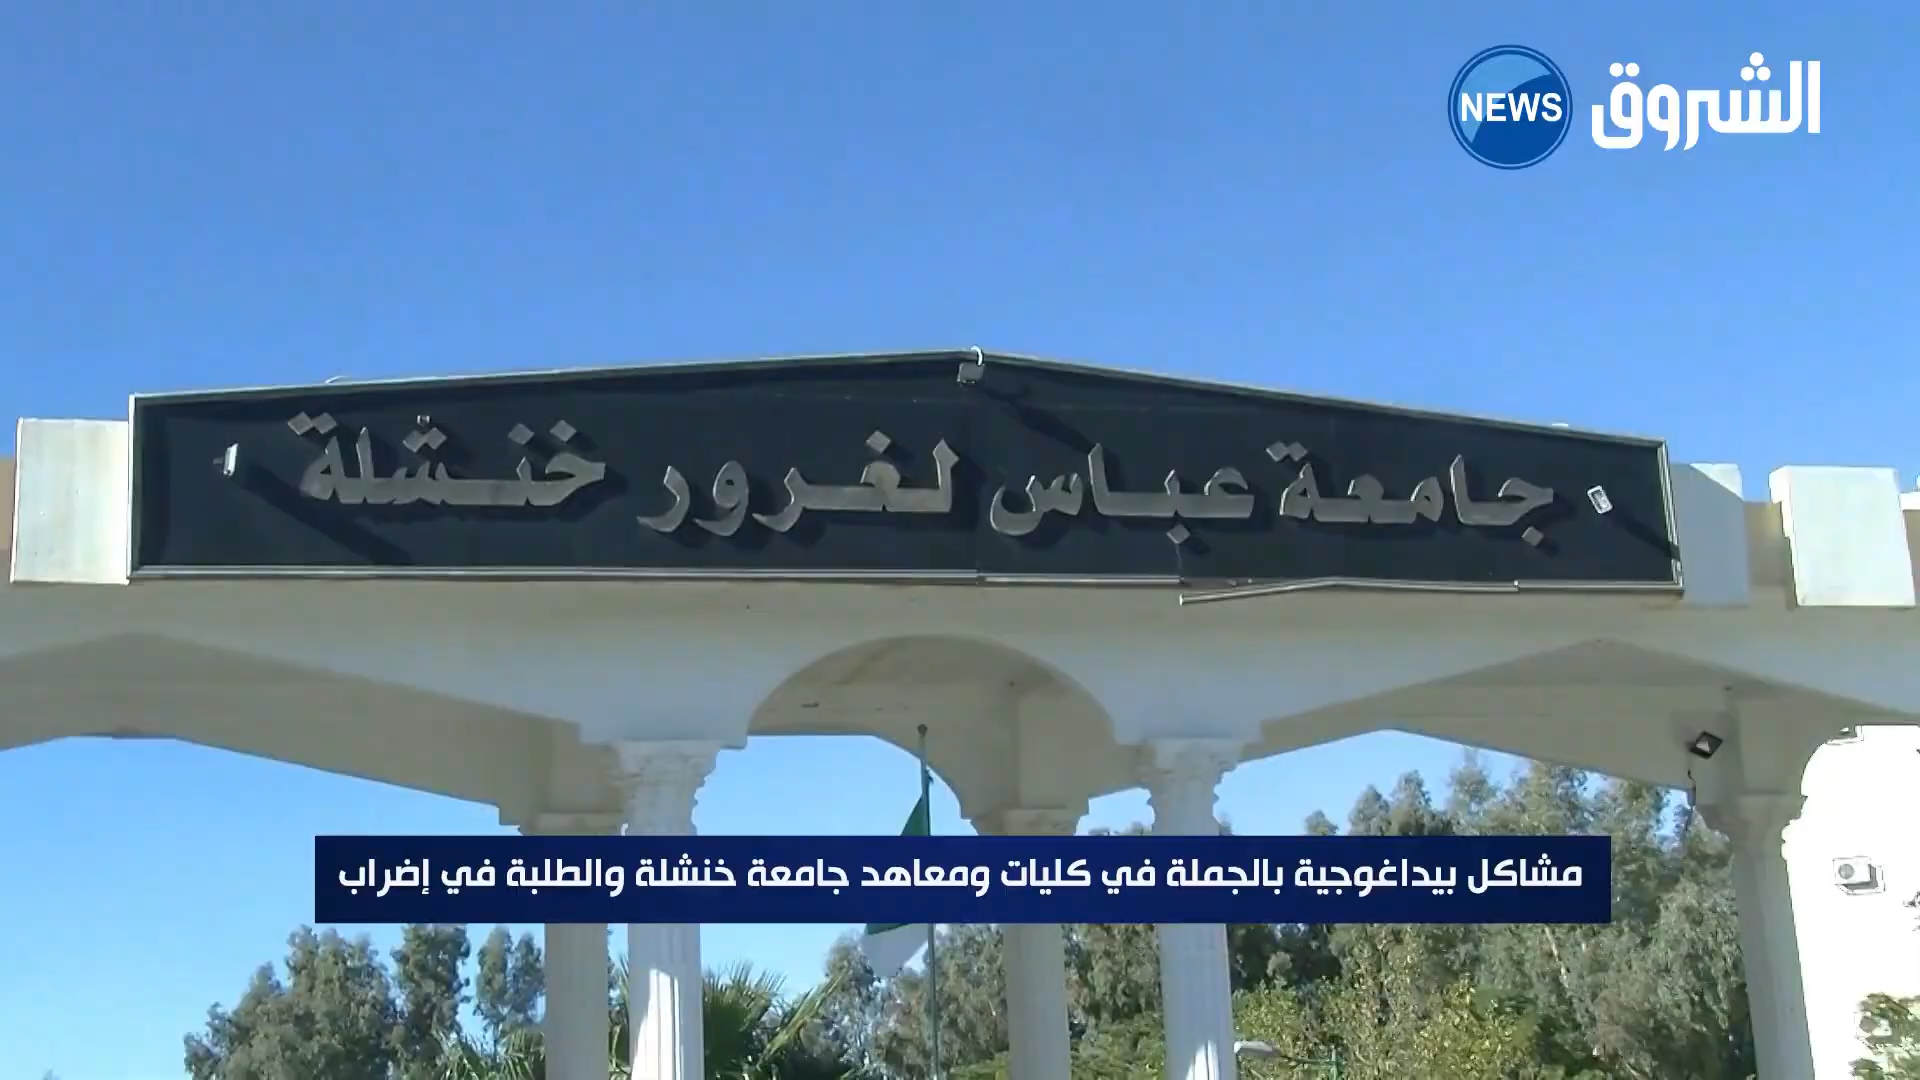 NEWS الشروق
جامعة عباس لغرور خنشلة
مشاكل بيداغوجية بالجملة في كليات ومعاهد جامعة خنشلة والطلبة في إضراب